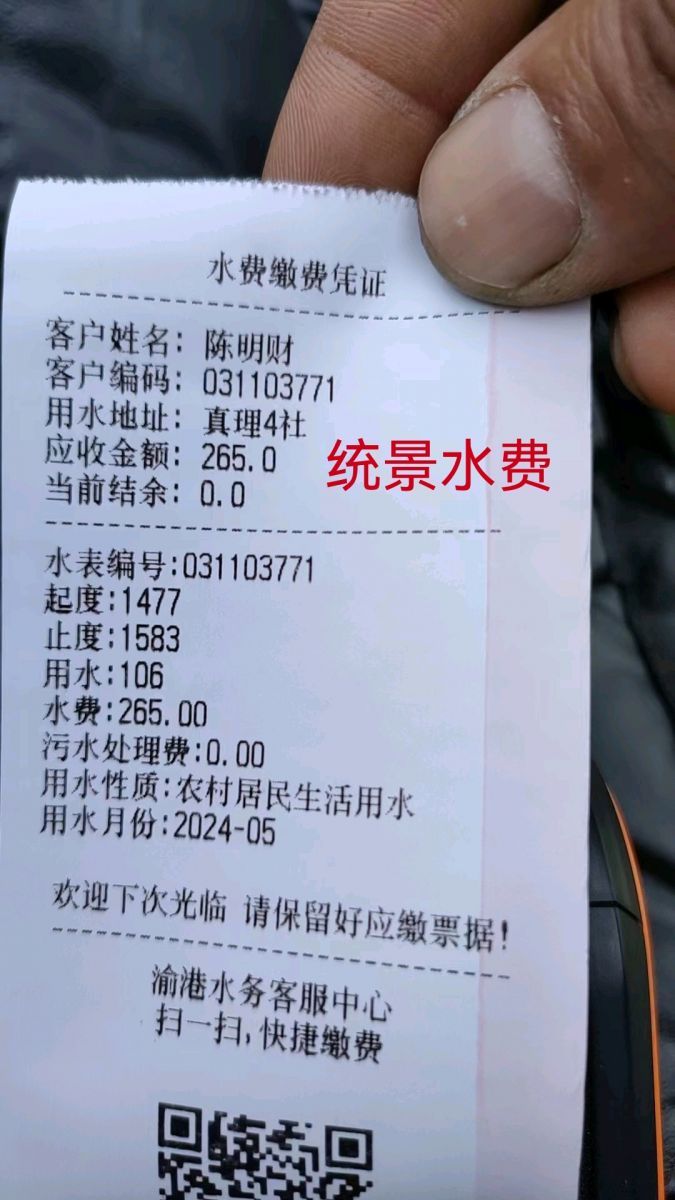 水费缴费凭证
客户姓名: 陈明财
客户编码: 031103771
用水地址: 真理4社
应收金额: 265.0
统景水费
当前结余: 0.0
水表编号:031103771
起度:1477
止度:1583
用水:106
水费:265.00
污水处理费:0.00
用水性质:农村居民生活用水
用水月份:2024-05
欢迎下次光临 请保留好应缴票据!
渝港水务客服中心
扫一扫,快捷缴费